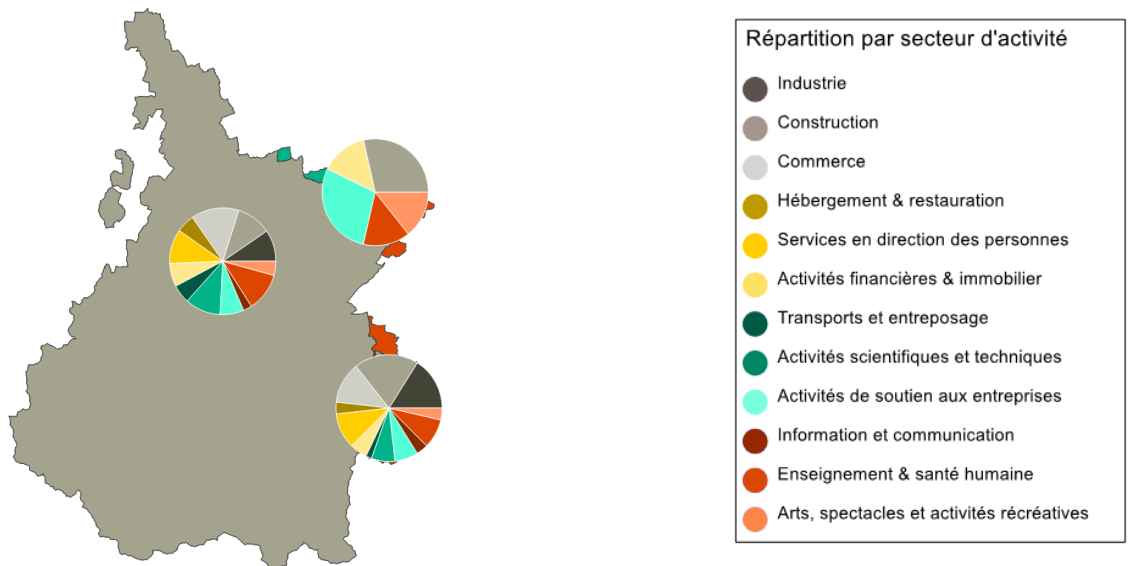 Répartition par secteur d'activité
Industrie
Construction
Commerce
Hébergement & restauration
Services en direction des personnes
Activités financières & immobilier
Transports et entreposage
Activités scientifiques et techniques
Activités de soutien aux entreprises
Information et communication
Enseignement & santé humaine
Arts, spectacles et activités récréatives